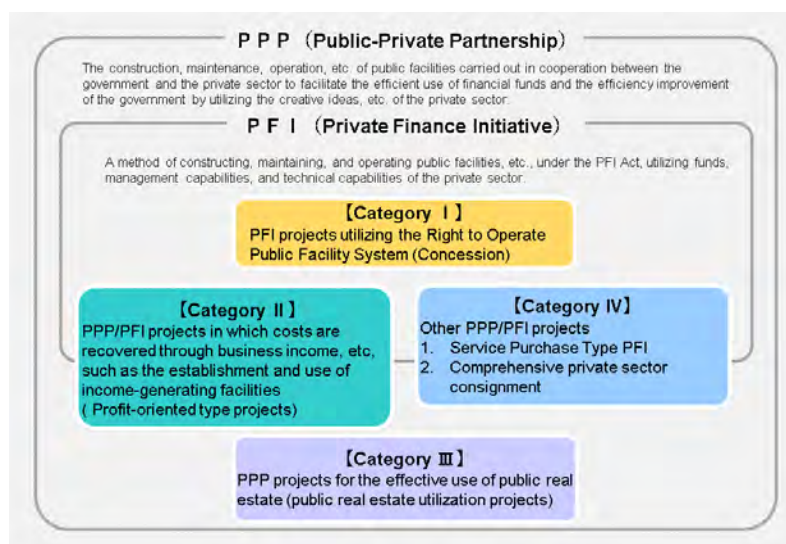 P P P （Public-Private Partnership）
The construction, maintenance, operation, etc. of public facilities carried out in cooperation between the
government and the private sector to facilitate the efficient use of financial funds and the efficiency improvement
of the government by utilizing the creative ideas, etc. of the private sector.
P F I （Private Finance Initiative）
A method of constructing, maintaining, and operating public facilities, etc., under the PFI Act, utilizing funds,
management capabilities, and technical capabilities of the private sector.
【Category Ⅰ】
PFI projects utilizing the Right to Operate
Public Facility System (Concession)
【Category Ⅱ】
PPP/PFI projects in which costs are
recovered through business income, etc,
such as the establishment and use of
income-generating facilities
( Profit-oriented type projects)
【Category Ⅳ】
Other PPP/PFI projects
1. Service Purchase Type PFI
2. Comprehensive private sector
consignment
【Category Ⅲ】
PPP projects for the effective use of public real
estate (public real estate utilization projects)